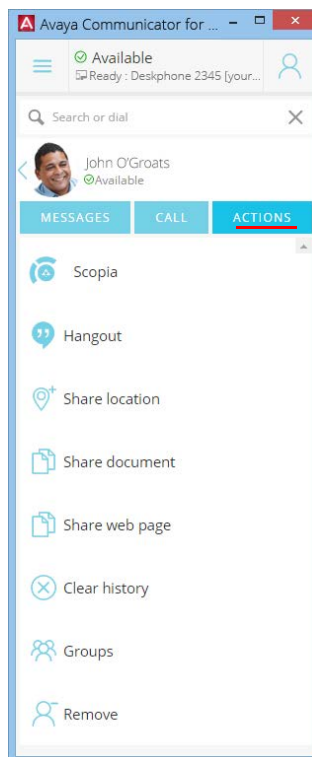 Avaya Communicator for ...
Available
Ready : Deskphone 2345 [your...
Search or dial
John O'Groats
Available
MESSAGES CALL ACTIONS
Scopia
Hangout
Share location
Share document
Share web page
Clear history
Groups
Remove